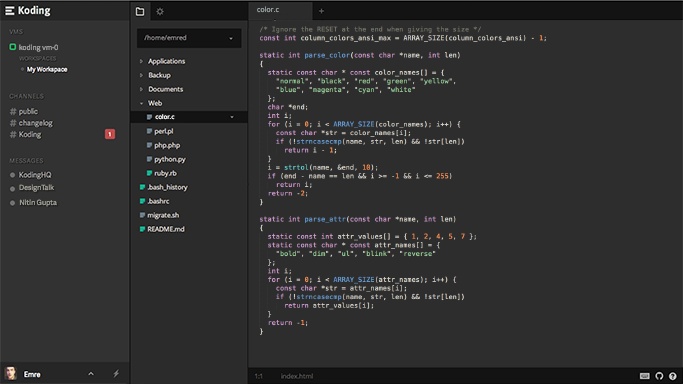 Koding
VMS
koding vm-0
WORKSPACES
My Workspace
CHANNELS
# public
# changelog
# Koding
1
MESSAGES
KodingHQ
DesignTalk
Nitin Gupta
Emre
/home/emred
Applications
Backup
Documents
Web
color.c
perl.pl
php.php
python.py
ruby.rb
.bash_history
.bashrc
migrate.sh
README.md
color.c
+
/* Ignore the RESET at the end when giving the size */
const int column_colors_ansi_max = ARRAY_SIZE(column_colors_ansi) - 1;
static int parse_color(const char *name, int len)
{
static const char * const color_names[] = {
"normal", "black", "red", "green", "yellow",
"blue", "magenta", "cyan", "white"
};
char *end;
int i;
for (i = 0; i < ARRAY_SIZE(color_names); i++) {
const char *str = color_names[i];
if (!strncasecmp(name, str, len) && !str[len])
return i - 1;
}
i = strtol(name, &end, 10);
if (end - name == len && i >= -1 && i <= 255)
return i;
return -2;
}
static int parse_attr(const char *name, int len)
{
static const int attr_values[] = { 1, 2, 4, 5, 7 };
static const char * const attr_names[] = {
"bold", "dim", "ul", "blink", "reverse"
};
int i;
for (i = 0; i < ARRAY_SIZE(attr_names); i++) {
const char *str = attr_names[i];
if (!strncasecmp(name, str, len) && !str[len])
return attr_values[i];
}
return -1;
}
1:1
index.html